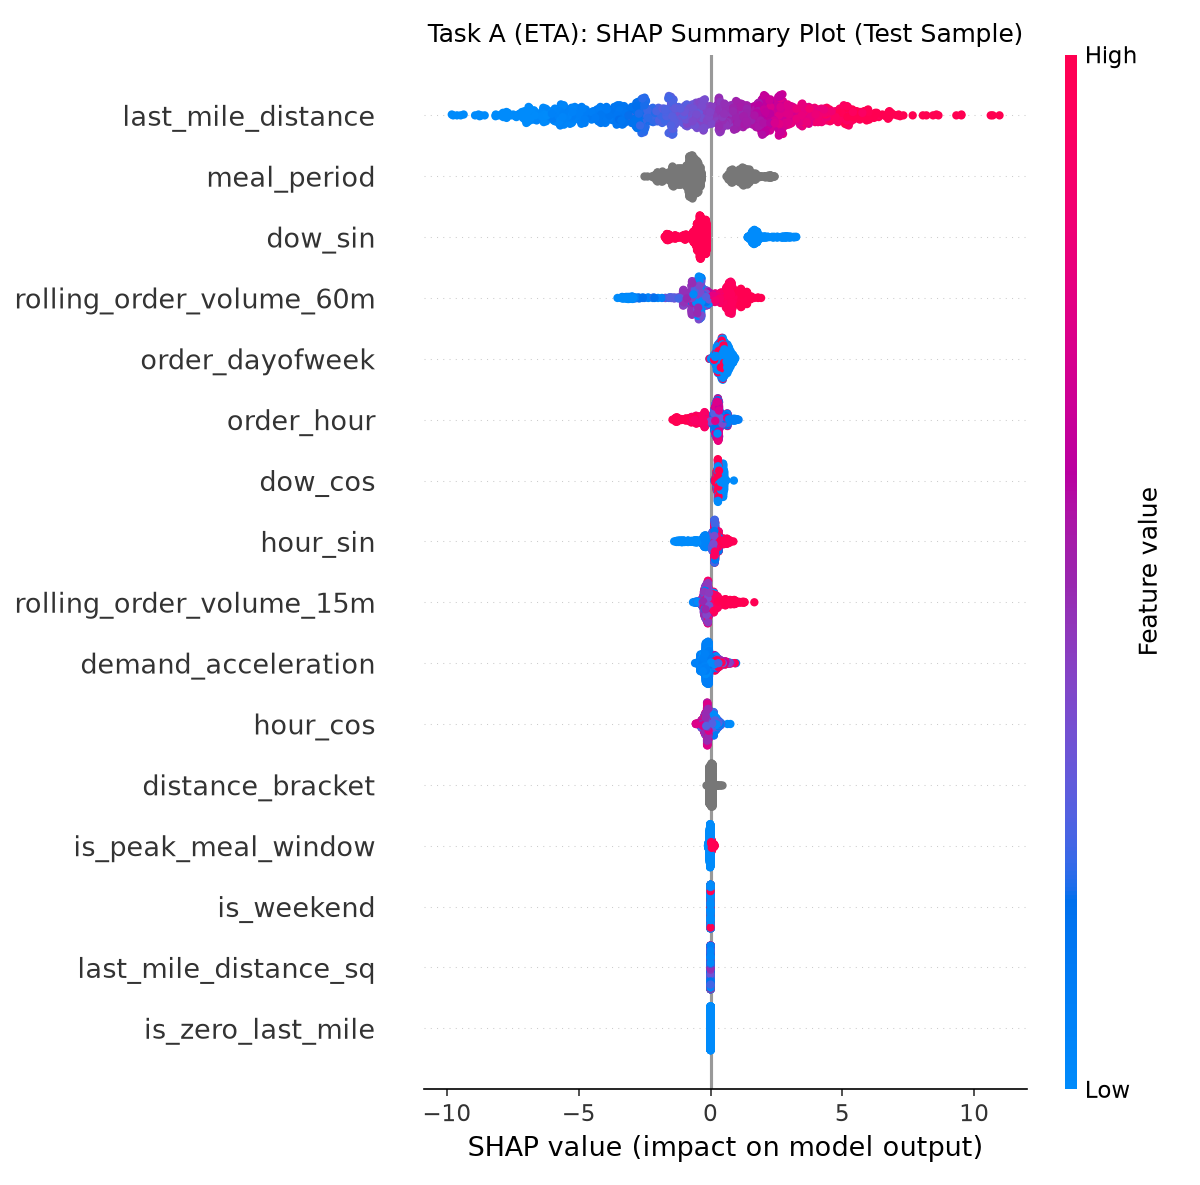 Task A (ETA): SHAP Summary Plot (Test Sample)
High
last_mile_distance
meal_period
dow_sin
rolling_order_volume_60m
order_dayofweek
order_hour
dow_cos
hour_sin
rolling_order_volume_15m
demand_acceleration
hour_cos
distance_bracket
is_peak_meal_window
is_weekend
last_mile_distance_sq
is_zero_last_mile
Feature value
Low
−10 −5 0 5 10
SHAP value (impact on model output)